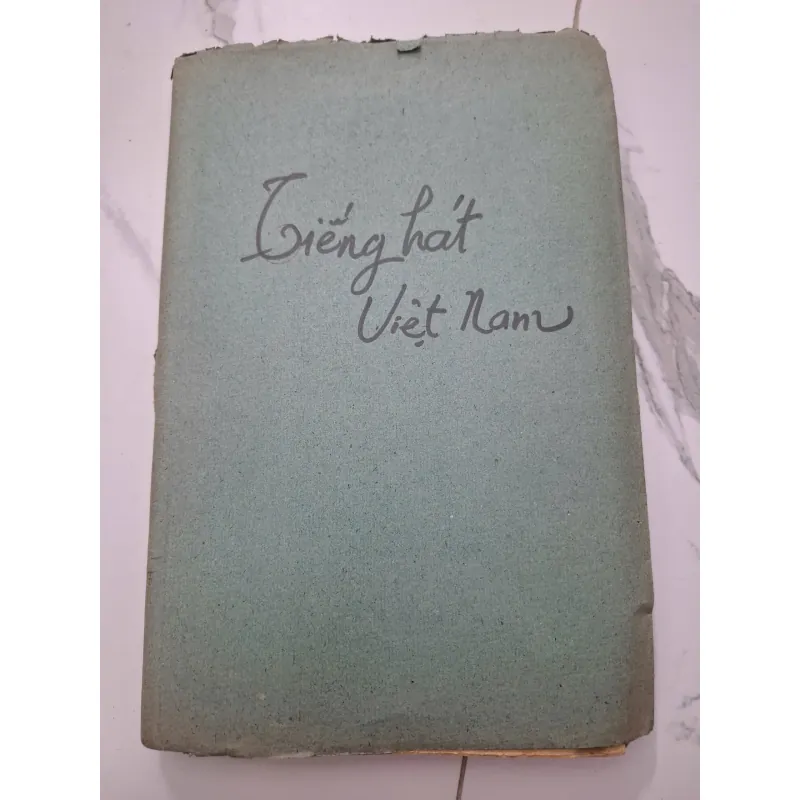 Tiếng hát
Việt Nam